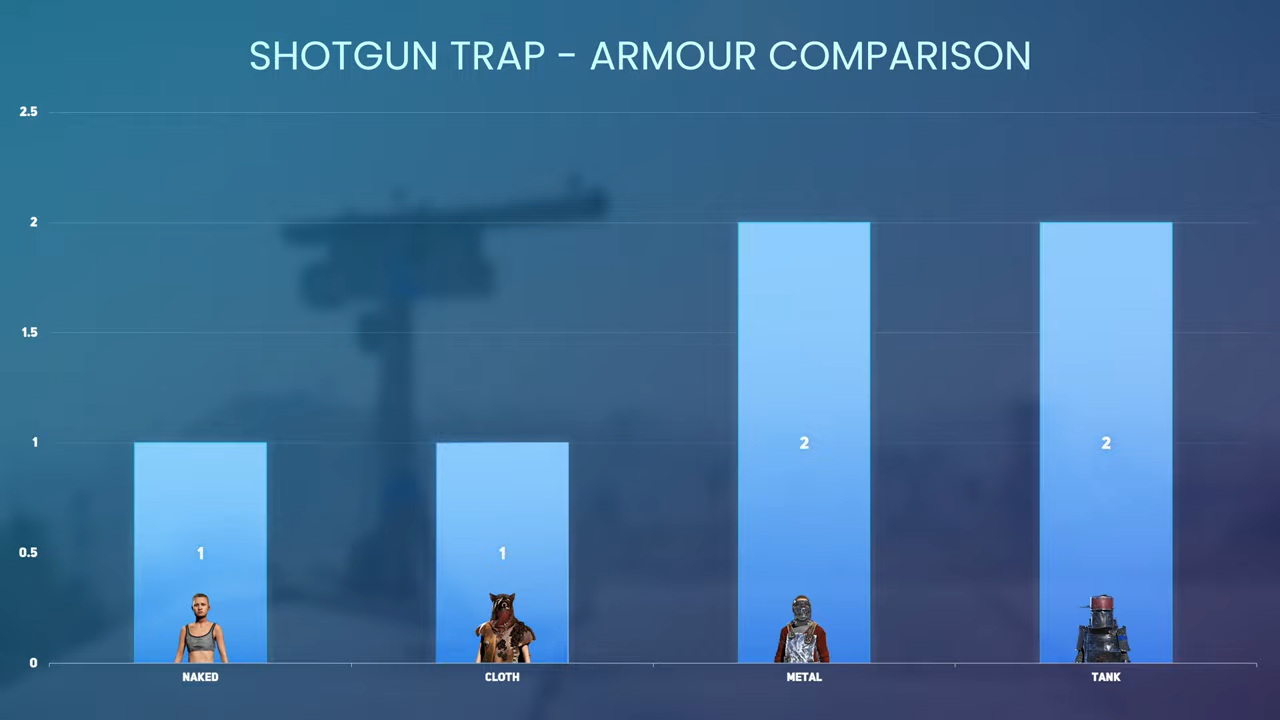 SHOTGUN TRAP - ARMOUR COMPARISON
2.5
2
1.5
1
0.5
0
1
1
2
2
NAKED
CLOTH
METAL
TANK